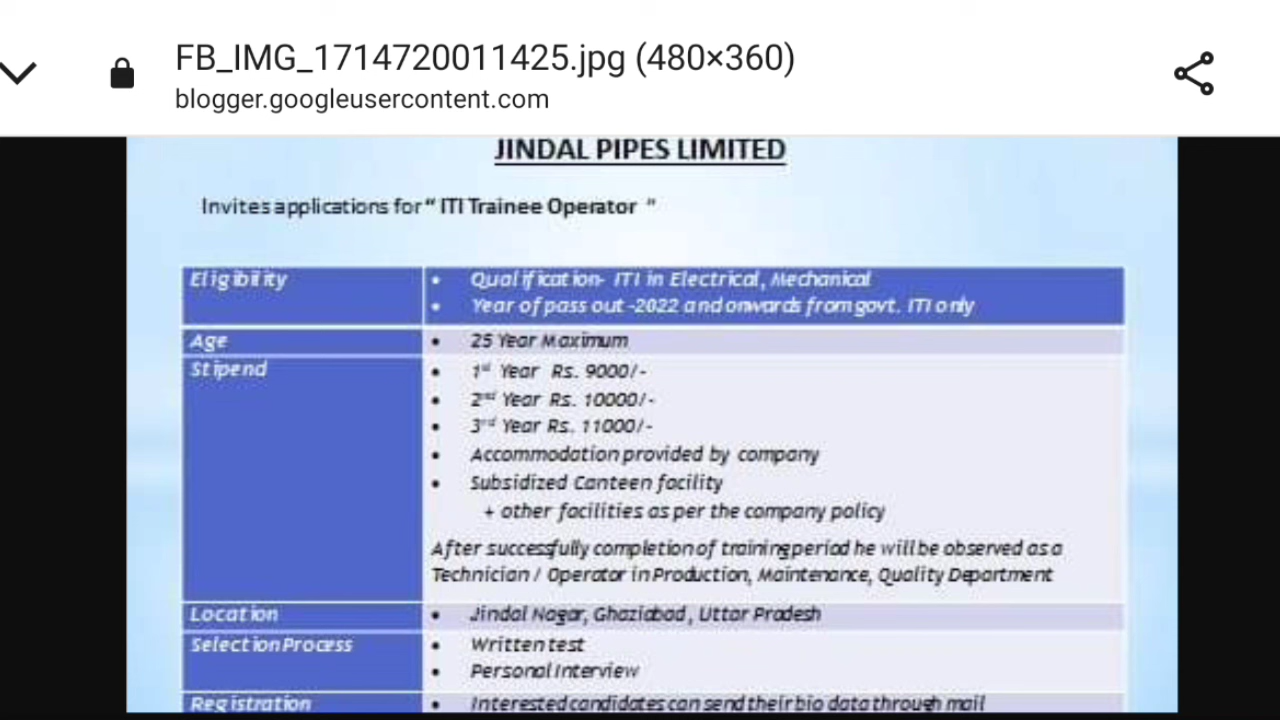 FB_IMG_1714720011425.jpg (480×360)
blogger.googleusercontent.com
JINDAL PIPES LIMITED
Invites applications for “ ITI Trainee Operator ”
Eligibility
• Qualification- ITI in Electrical, Mechanical
• Year of pass out -2022 and onwards from govt. ITI only
Age
• 25 Year Maximum
Stipend
• 1st Year Rs. 9000/-
• 2nd Year Rs. 10000/-
• 3rd Year Rs. 11000/-
• Accommodation provided by company
• Subsidized Canteen facility
+ other facilities as per the company policy
After successfully completion of training period he will be observed as a
Technician / Operator in Production, Maintenance, Quality Department
Location
• Jindal Nagar, Ghaziabad, Uttar Pradesh
Selection Process
• Written test
• Personal Interview
Registration
• Interested candidates can send their bio data through mail